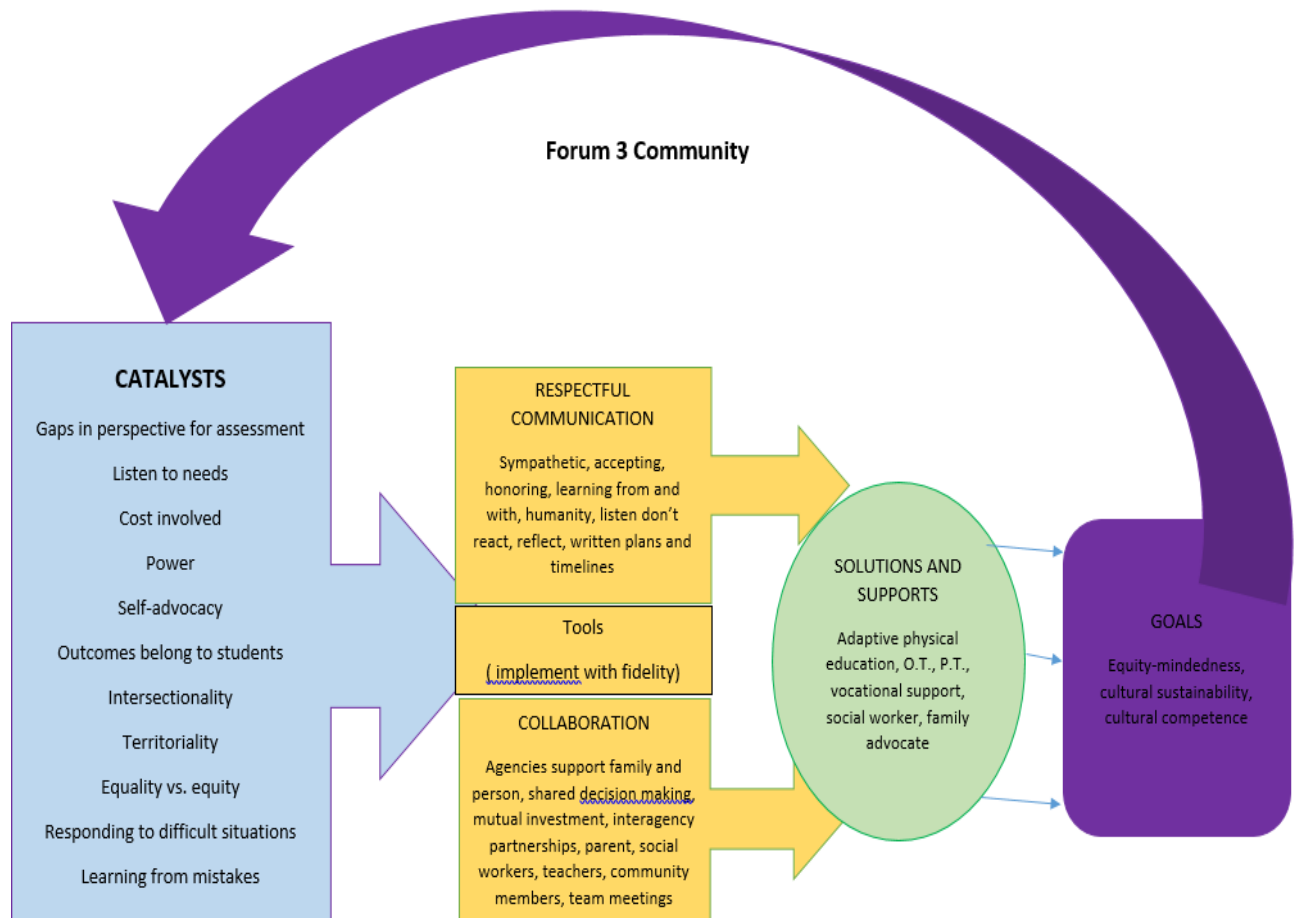 Forum 3 Community
CATALYSTS
Gaps in perspective for assessment
Listen to needs
Cost involved
Power
Self-advocacy
Outcomes belong to students
Intersectionality
Territoriality
Equality vs. equity
Responding to difficult situations
Learning from mistakes
RESPECTFUL
COMMUNICATION
Sympathetic, accepting,
honoring, learning from and
with, humanity, listen don’t
react, reflect, written plans and
timelines
Tools
( implement with fidelity)
COLLABORATION
Agencies support family and
person, shared decision making,
mutual investment, interagency
partnerships, parent, social
workers, teachers, community
members, team meetings
SOLUTIONS AND
SUPPORTS
Adaptive physical
education, O.T., P.T.,
vocational support,
social worker, family
advocate
GOALS
Equity-mindedness,
cultural sustainability,
cultural competence